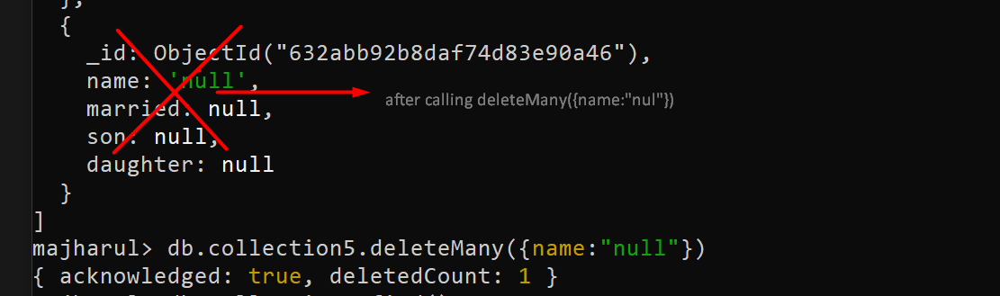 {
_id: ObjectId("632abb92b8daf74d83e90a46"),
name: 'null',
after calling deleteMany({name:"nul"})
married: null,
son: null,
daughter: null
}
]
majharul> db.collection5.deleteMany({name:"null"})
{ acknowledged: true, deletedCount: 1 }